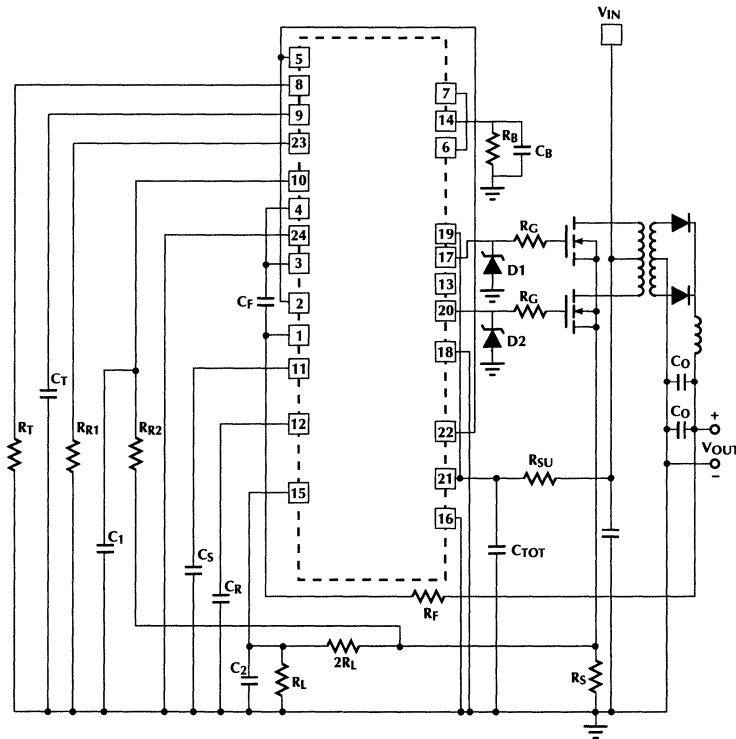 VIN
5
8
9
23
10
4
24
3
2
1
11
12
15
7
14
6
19
17
13
20
18
22
21
16
RB
CB
RG
D1
RG
D2
CF
CT
RT
RR1
RR2
C1
CS
CR
C2
RL
2RL
RF
RSU
CTOT
RS
CO
CO
+
VOUT
−